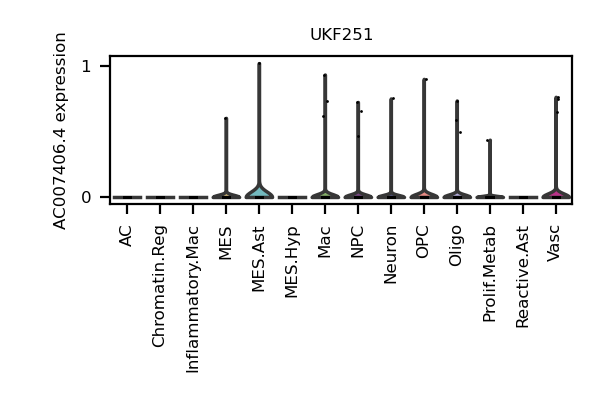 UKF251
AC007406.4 expression
1
0
AC
Chromatin.Reg
Inflammatory.Mac
MES
MES.Ast
MES.Hyp
Mac
NPC
Neuron
OPC
Oligo
Prolif.Metab
Reactive.Ast
Vasc